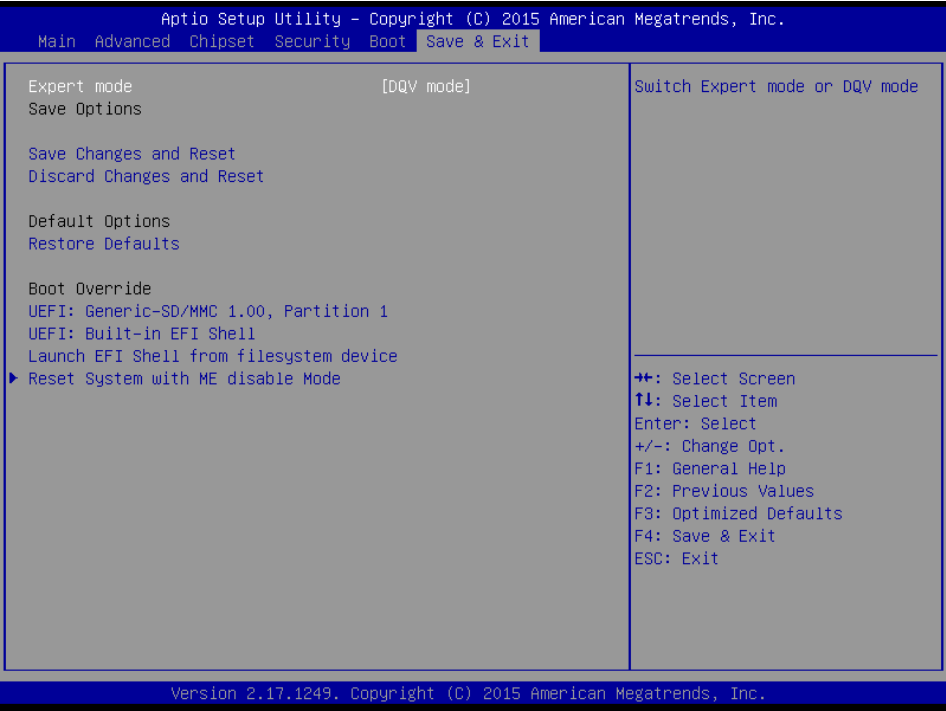 Aptio Setup Utility – Copyright (C) 2015 American Megatrends, Inc.
Main Advanced Chipset Security Boot Save & Exit
Expert mode [DQV mode]
Save Options
Save Changes and Reset
Discard Changes and Reset
Default Options
Restore Defaults
Boot Override
UEFI: Generic-SD/MMC 1.00, Partition 1
UEFI: Built-in EFI Shell
Launch EFI Shell from filesystem device
Reset System with ME disable Mode
Switch Expert mode or DQV mode
→←: Select Screen
↑↓: Select Item
Enter: Select
+/-: Change Opt.
F1: General Help
F2: Previous Values
F3: Optimized Defaults
F4: Save & Exit
ESC: Exit
Version 2.17.1249. Copyright (C) 2015 American Megatrends, Inc.